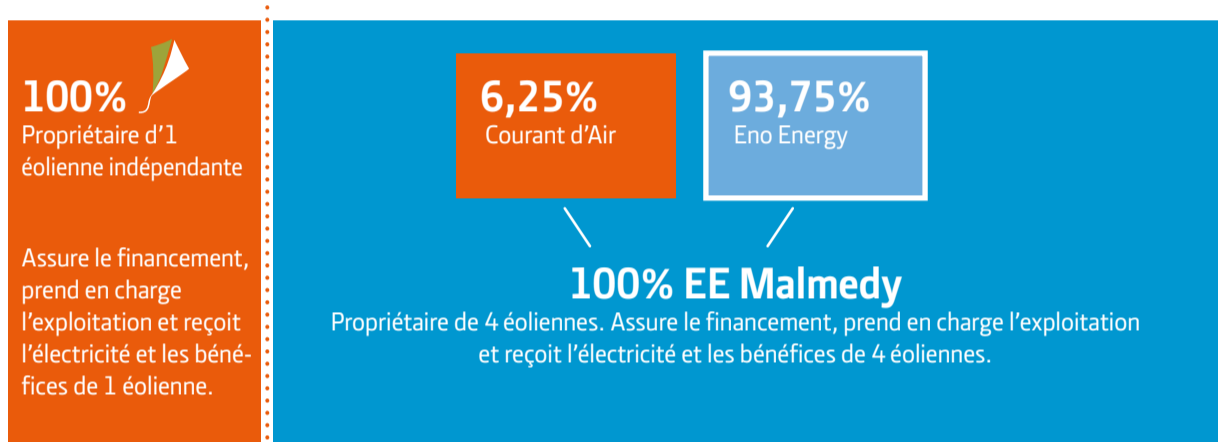 100%
Propriétaire d'1
éolienne indépendante
Assure le financement,
prend en charge
l'exploitation et reçoit
l'électricité et les béné-
fices de 1 éolienne.
6,25%
Courant d'Air
93,75%
Eno Energy
100% EE Malmedy
Propriétaire de 4 éoliennes. Assure le financement, prend en charge l'exploitation
et reçoit l'électricité et les bénéfices de 4 éoliennes.